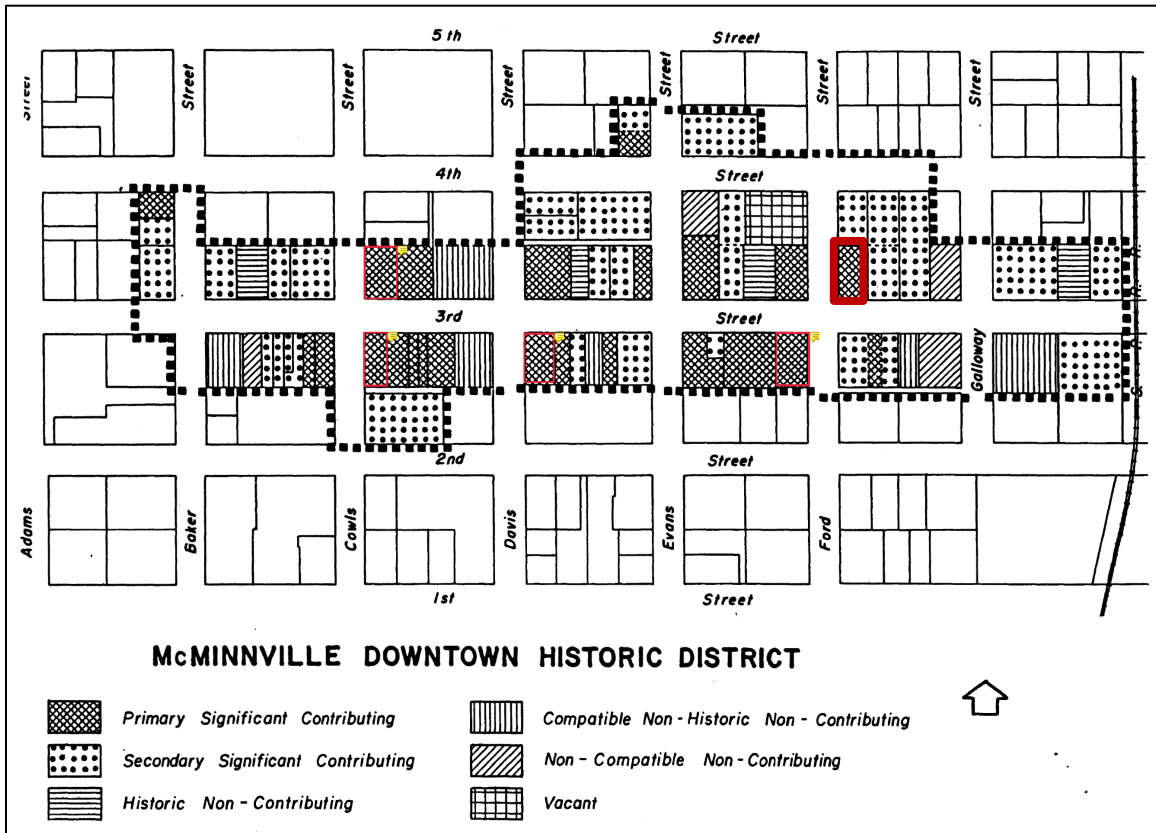 5th Street
Street
Street
Street
Street
Street
Street
4th Street
3rd Street
Galloway
2nd Street
Adams
Baker
Cowls
Davis
Evans
Ford
1st Street
McMINNVILLE DOWNTOWN HISTORIC DISTRICT
Primary Significant Contributing
Compatible Non-Historic Non-Contributing
Secondary Significant Contributing
Non-Compatible Non-Contributing
Historic Non-Contributing
Vacant